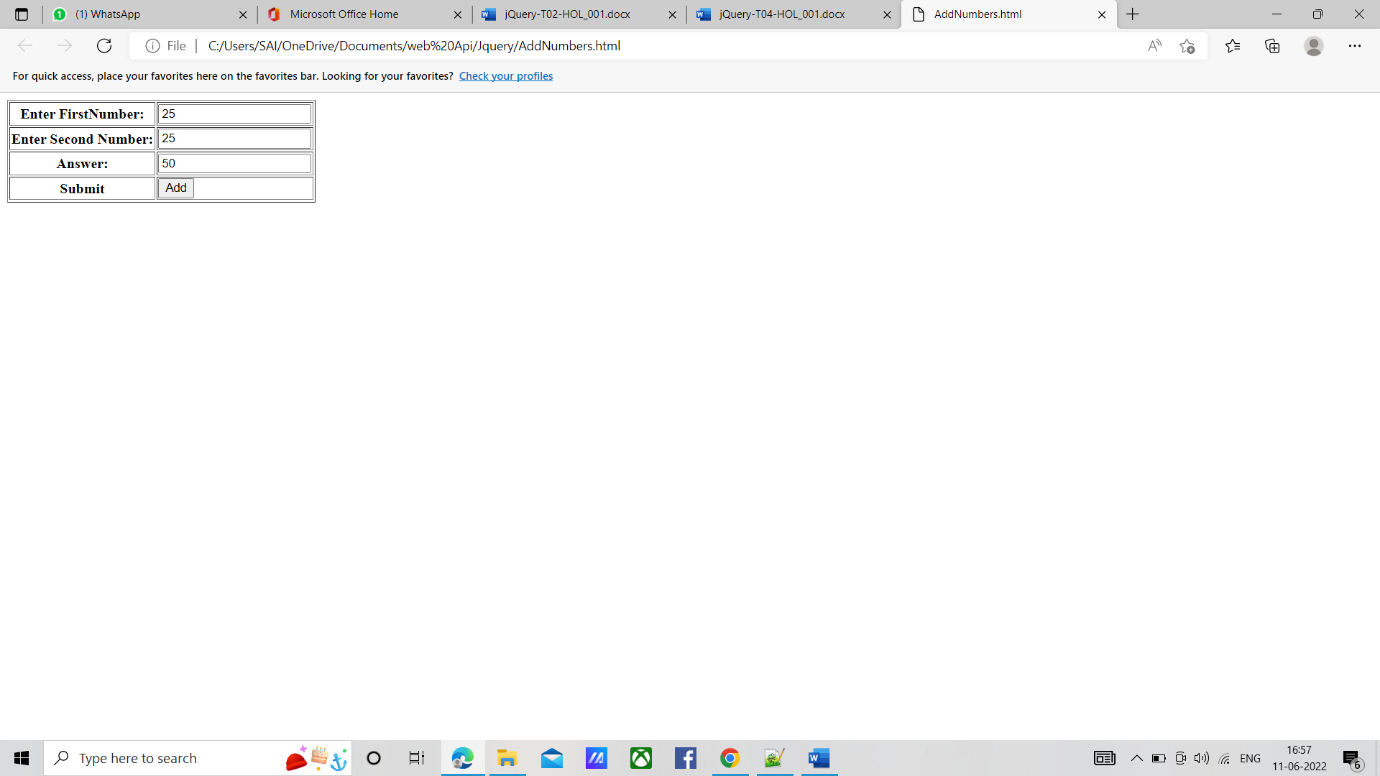 (1) WhatsApp
Microsoft Office Home
jQuery-T02-HOL_001.docx
jQuery-T04-HOL_001.docx
AddNumbers.html
File | C:/Users/SAI/OneDrive/Documents/web%20Api/Jquery/AddNumbers.html
For quick access, place your favorites here on the favorites bar. Looking for your favorites? Check your profiles
Enter FirstNumber: 25
Enter Second Number: 25
Answer: 50
Submit Add
Type here to search
ENG
16:57
11-06-2022
6